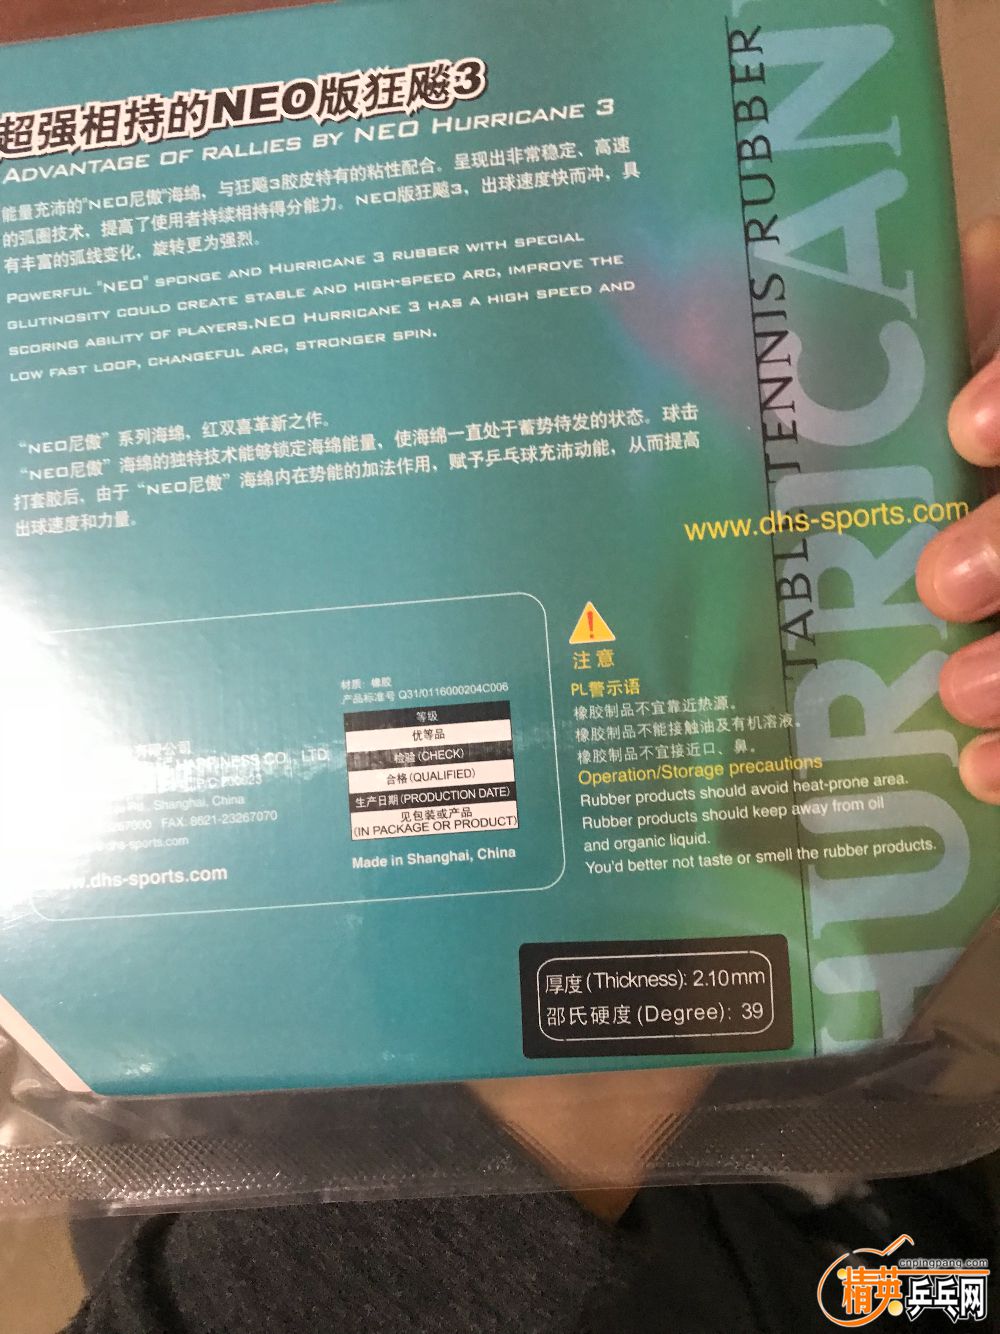 超强相持的NEO版狂飚3
ADVANTAGE OF RALLIES BY NEO HURRICANE 3
能量充沛的"NEO尼傲"海绵，与狂飚3胶皮特有的粘性配合。呈现出非常稳定、高速
的弧圈技术，提高了使用者持续相持得分能力。NEO版狂飚3，出球速度快而冲，具
有丰富的弧线变化，旋转更为强烈。
POWERFUL "NEO" SPONGE AND HURRICANE 3 RUBBER WITH SPECIAL
GLUTINOSITY COULD CREATE STABLE AND HIGH-SPEED ARC, IMPROVE THE
SCORING ABILITY OF PLAYERS.NEO HURRICANE 3 HAS A HIGH SPEED AND
LOW FAST LOOP, CHANGEFUL ARC, STRONGER SPIN.
"NEO尼傲"系列海绵，红双喜革新之作。
"NEO尼傲"海绵的独特技术能够锁定海绵能量，使海绵一直处于蓄势待发的状态。球击
打套胶后、由于"NEO尼傲"海绵内在势能的加法作用，赋予乒乓球充沛动能，从而提高
出球速度和力量。
www.dhs-sports.com
TABLE TENNIS RUBBER
HURRICAN
注意
PL警示语
橡胶制品不宜靠近热源。
橡胶制品不能接触油及有机溶液。
橡胶制品不宜接近口、鼻。
Operation/Storage precautions
Rubber products should avoid heat-prone area.
Rubber products should keep away from oil
and organic liquid.
You'd better not taste or smell the rubber products.
材质：橡胶
产品标准号 Q31/0116000204C006
等级
优等品
检验(CHECK)
合格(QUALIFIED)
生产日期(PRODUCTION DATE)
见包装或产品
(IN PACKAGE OR PRODUCT)
Made in Shanghai, China
有限公司
HAPPINESS CO., LTD.
Rd., Shanghai, China
FAX: 8621-23267070
dhs-sports.com
www.dhs-sports.com
厚度(Thickness): 2.10mm
邵氏硬度(Degree): 39
cnpingpang.com
精英乒乓网